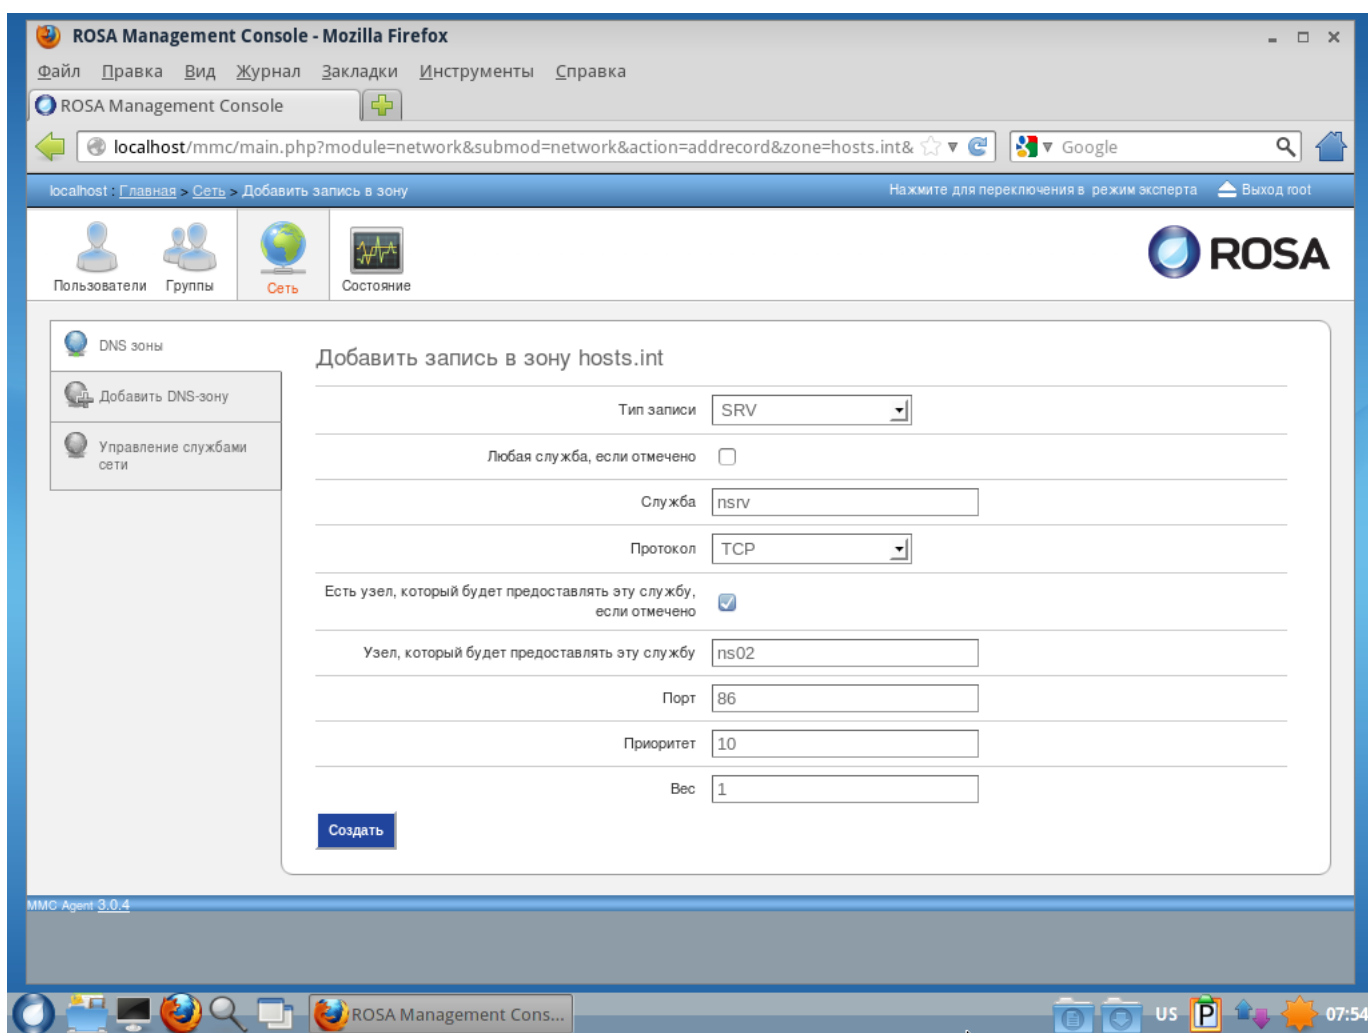 ROSA Management Console - Mozilla Firefox
Файл Правка Вид Журнал Закладки Инструменты Справка
ROSA Management Console
localhost/mmc/main.php?module=network&submod=network&action=addrecord&zone=hosts.int& Google
localhost : Главная > Сеть > Добавить запись в зону Нажмите для переключения в режим эксперта Выход root
Пользователи Группы Сеть Состояние
ROSA
DNS зоны
Добавить DNS-зону
Управление службами
сети
Добавить запись в зону hosts.int
Тип записи SRV
Любая служба, если отмечено
Служба nsrv
Протокол TCP
Есть узел, который будет предоставлять эту службу,
если отмечено
Узел, который будет предоставлять эту службу ns02
Порт 86
Приоритет 10
Вес 1
Создать
MMC Agent 3.0.4
ROSA Management Cons... US P 07:54